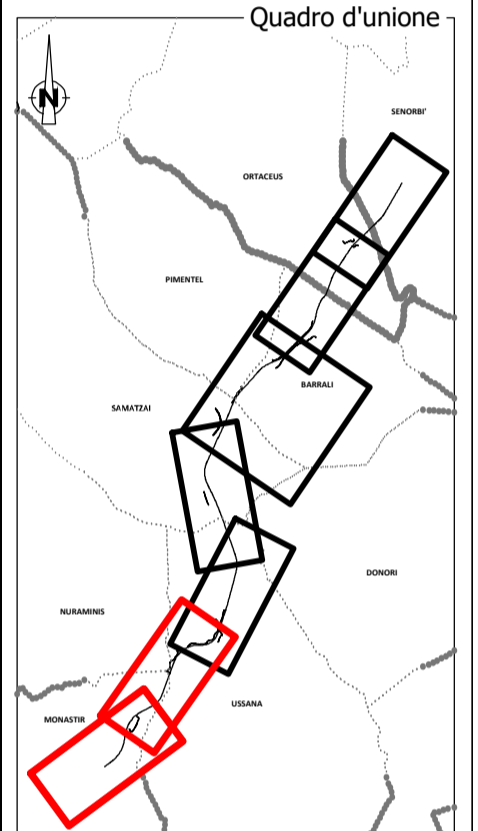 Quadro d'unione
N
SENORBI'
ORTACEUS
PIMENTEL
BARRALI
SAMATZAI
DONORI
NURAMINIS
USSANA
MONASTIR